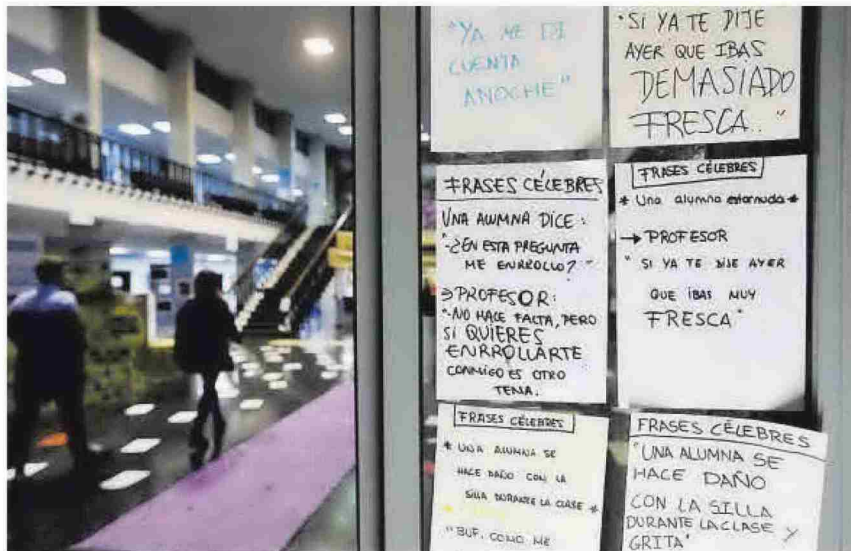 "YA ME DI
CUENTA
ANOCHE"
"SI YA TE DIJE
AYER QUE IBAS
DEMASIADO
FRESCA.."
FRASES CÉLEBRES
UNA ALUMNA DICE:
"-¿EN ESTA PREGUNTA
ME ENRROLLO?"
→ PROFESOR:
"-NO HACE FALTA, PERO
SI QUIERES
ENRROLLARTE
CONMIGO ES OTRO
TEMA.
FRASES CÉLEBRES
* Una alumna estornuda *
→ PROFESOR
" SI YA TE DIJE AYER
QUE IBAS MUY
FRESCA"
FRASES CÉLEBRES
* UNA ALUMNA SE
HACE DAÑO CON LA
SILLA DURANTE LA CLASE *
"BUF. COMO ME
FRASES CÉLEBRES
"UNA ALUMNA SE
HACE DAÑO
CON LA SILLA
DURANTE LA CLASE Y
GRITA"